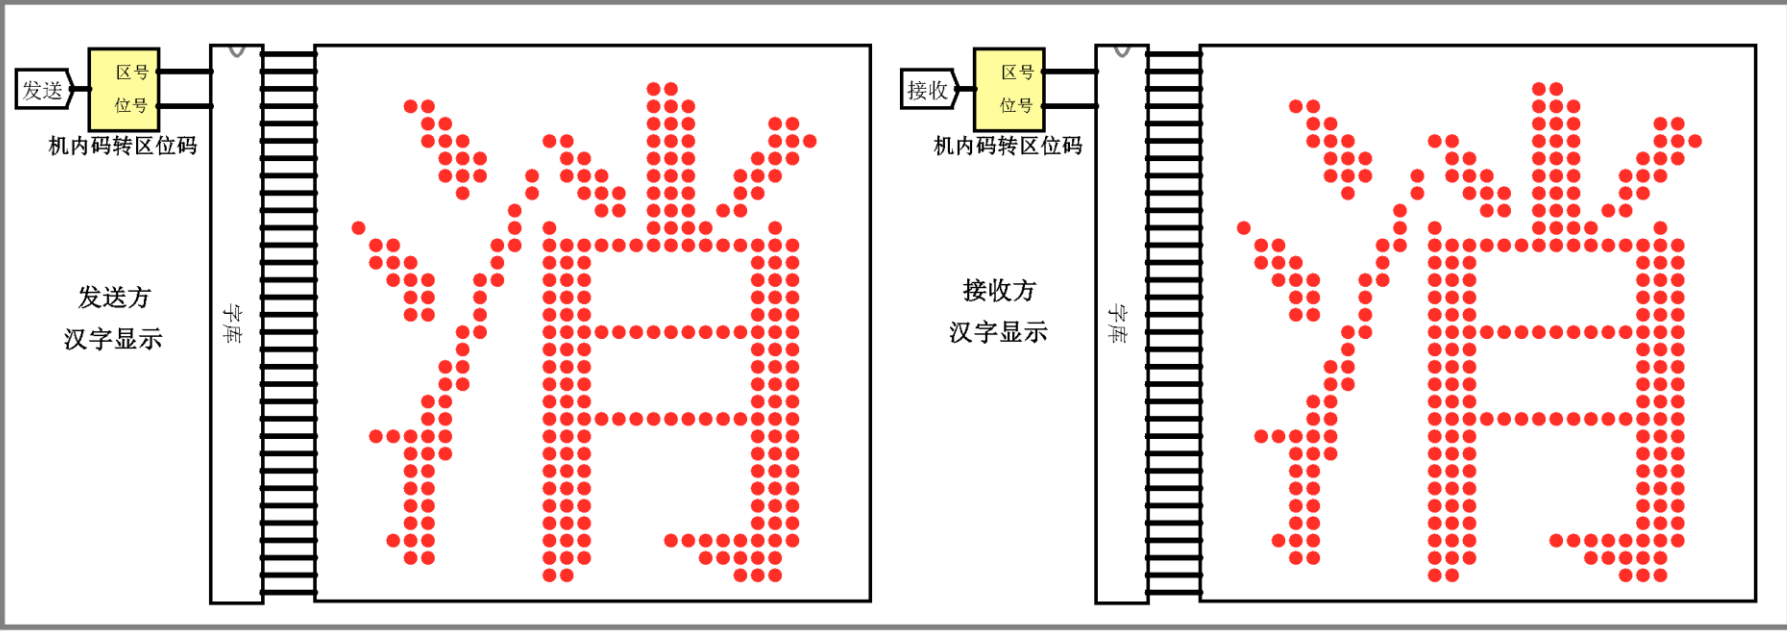 发送
区号
位号
机内码转区位码
发送方
汉字显示
字库
消
接收
区号
位号
机内码转区位码
接收方
汉字显示
字库
消